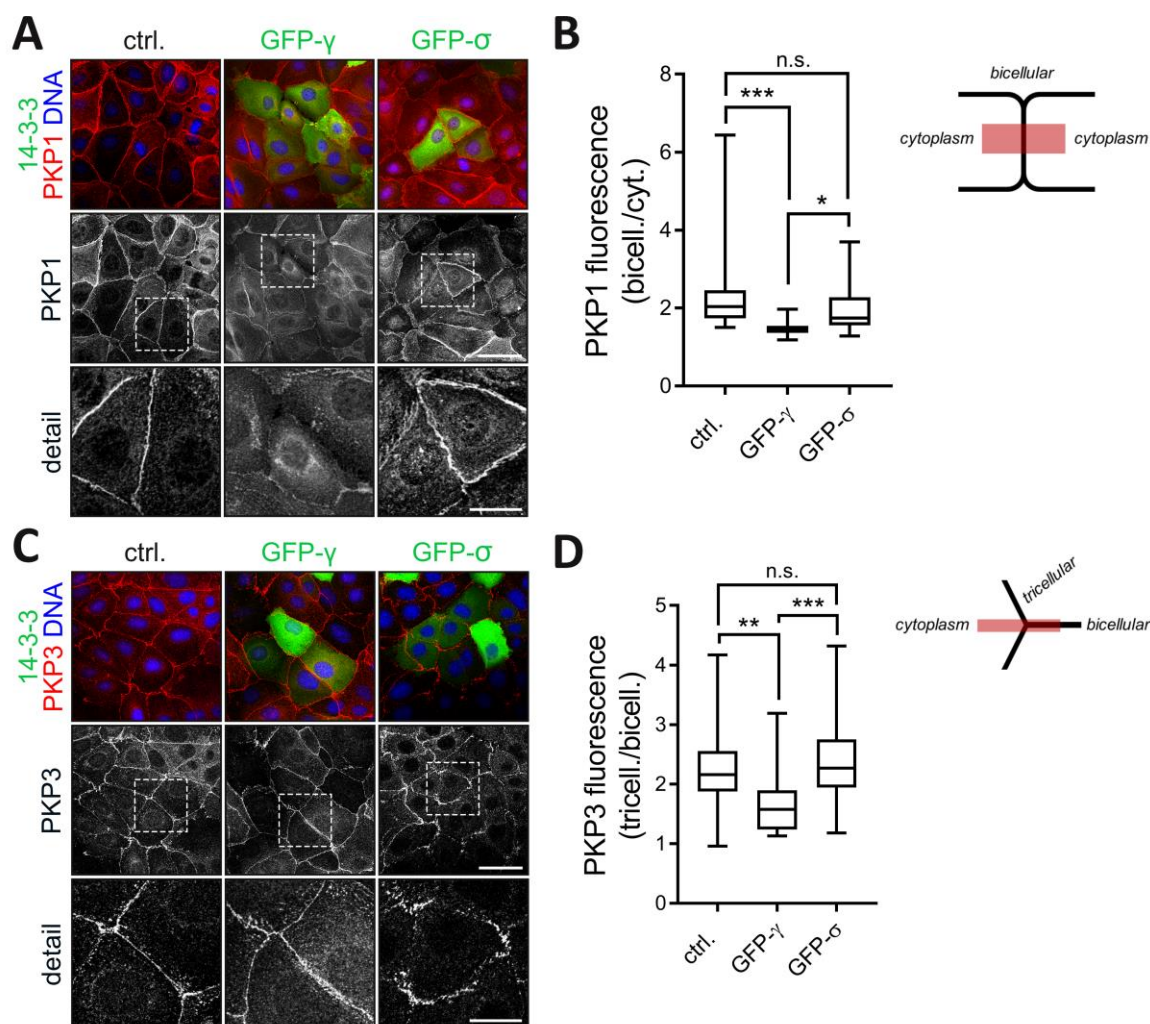 A
ctrl.
GFP-γ
GFP-σ
14-3-3
PKP1 DNA
PKP1
detail
B
n.s.
***
*
8
6
4
2
0
PKP1 fluorescence
(bicell./cyt.)
ctrl.
GFP-γ
GFP-σ
bicellular
cytoplasm
cytoplasm
C
ctrl.
GFP-γ
GFP-σ
14-3-3
PKP3 DNA
PKP3
detail
D
n.s.
**
***
5
4
3
2
1
0
PKP3 fluorescence
(tricell./bicell.)
ctrl.
GFP-γ
GFP-σ
tricellular
cytoplasm
bicellular